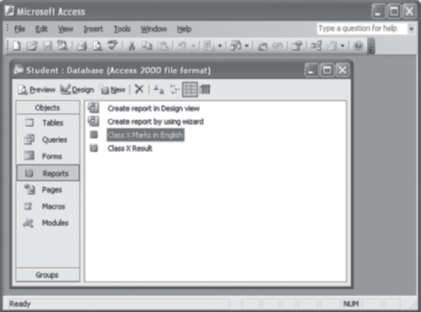 Microsoft Access
File Edit View Insert Tools Window Help Type a question for help
Student : Database (Access 2000 file format)
Preview Design New
Objects
Tables
Queries
Forms
Reports
Pages
Macros
Modules
Groups
Create report in Design view
Create report by using wizard
Class X Marks in English
Class X Result
Ready NUM